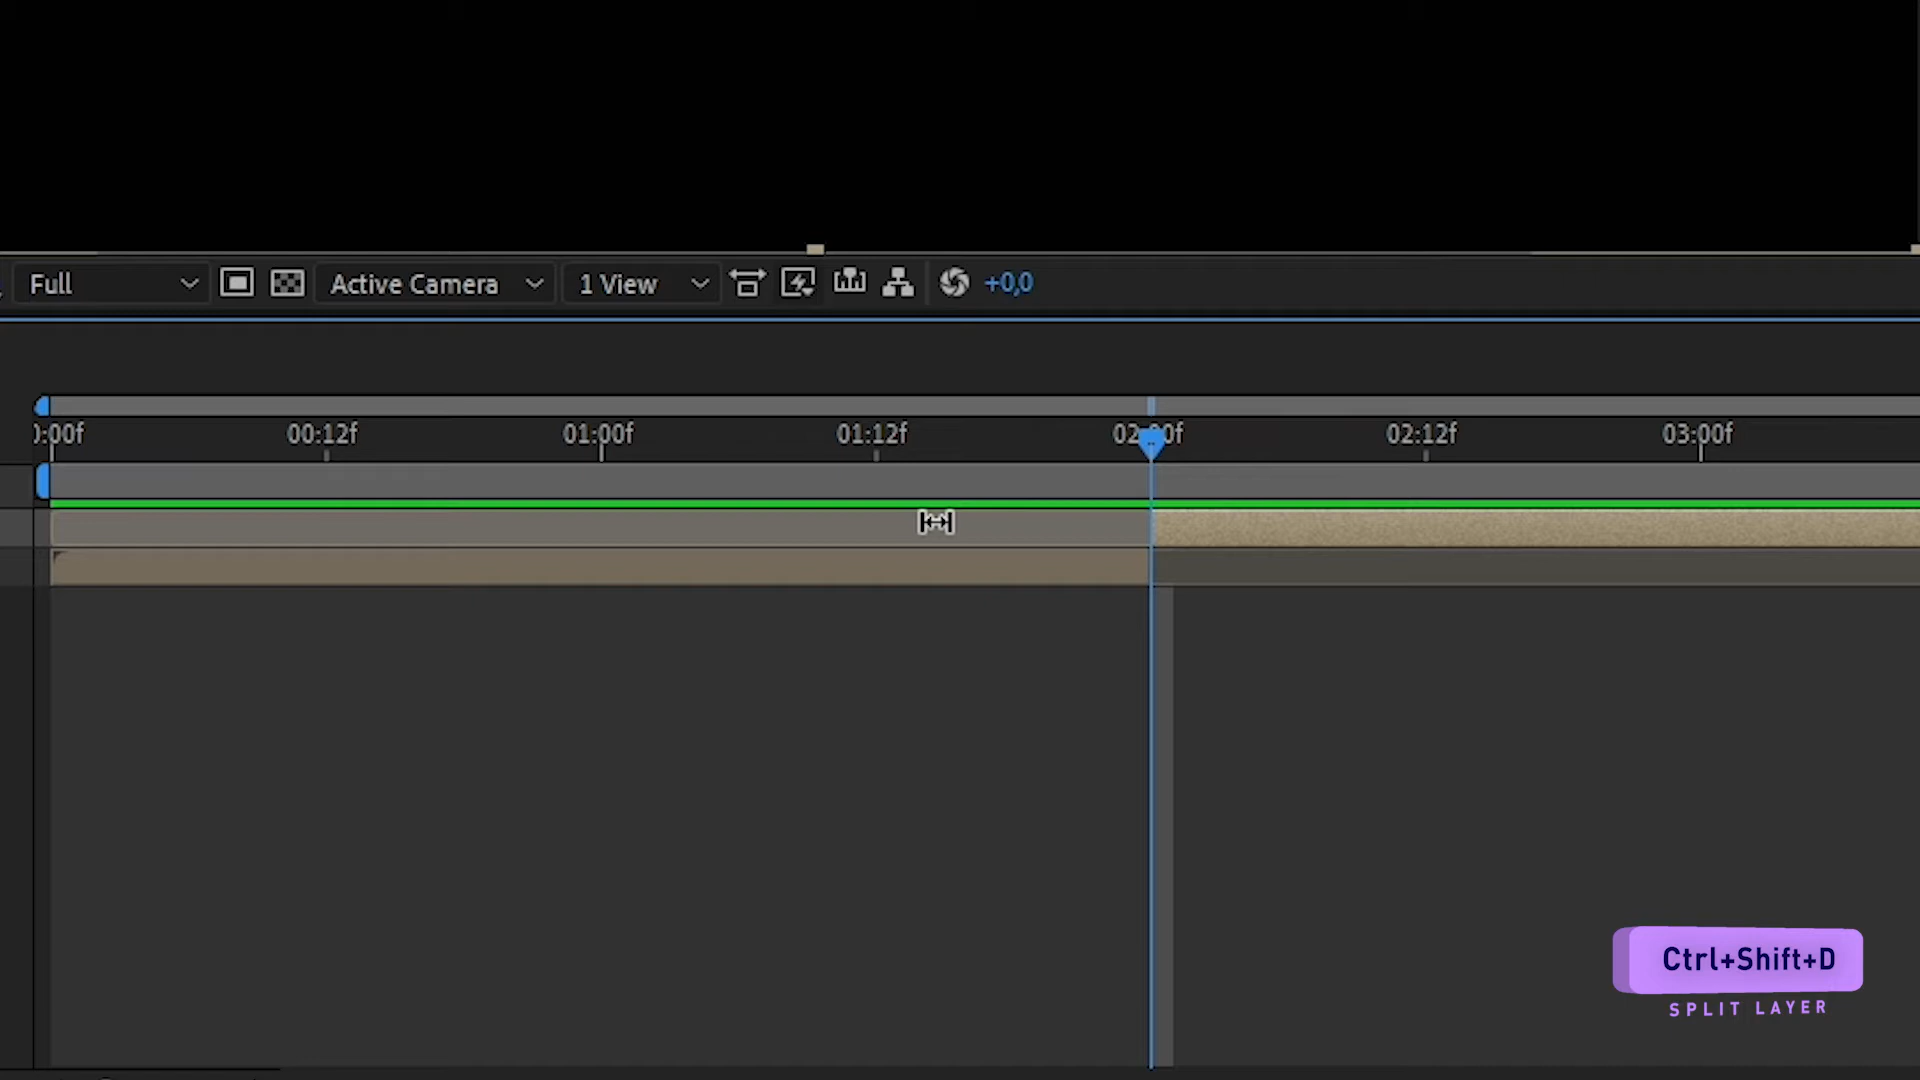 Full Active Camera 1 View +0,0
0:00f 00:12f 01:00f 01:12f 02:00f 02:12f 03:00f
Ctrl+Shift+D
SPLIT LAYER